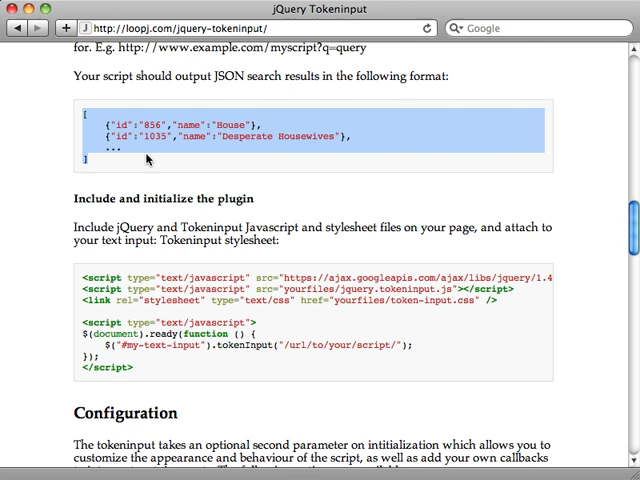 jQuery Tokeninput
http://loopj.com/jquery-tokeninput/
Google
for. E.g. http://www.example.com/myscript?q=query
Your script should output JSON search results in the following format:
[
{"id":"856","name":"House"},
{"id":"1035","name":"Desperate Housewives"},
...
]
Include and initialize the plugin
Include jQuery and Tokeninput Javascript and stylesheet files on your page, and attach to
your text input: Tokeninput stylesheet:
<script type="text/javascript" src="https://ajax.googleapis.com/ajax/libs/jquery/1.4
<script type="text/javascript" src="yourfiles/jquery.tokeninput.js"></script>
<link rel="stylesheet" type="text/css" href="yourfiles/token-input.css" />
<script type="text/javascript">
$(document).ready(function () {
$("#my-text-input").tokenInput("/url/to/your/script/");
});
</script>
Configuration
The tokeninput takes an optional second parameter on intitialization which allows you to
customize the appearance and behaviour of the script, as well as add your own callbacks